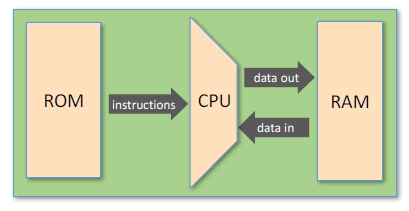 ROM
instructions
CPU
data out
data in
RAM